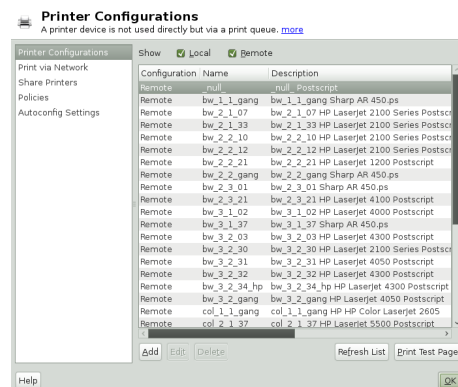 Printer Configurations
A printer device is not used directly but via a print queue. more
Printer Configurations
Print via Network
Share Printers
Policies
Autoconfig Settings
Show Local Remote
Configuration Name Description
Remote _null_ _null_ Postscript
Remote bw_1_1_gang bw_1_1_gang Sharp AR 450.ps
Remote bw_2_1_07 bw_2_1_07 HP LaserJet 2100 Series Postscr
Remote bw_2_1_33 bw_2_1_33 HP LaserJet 2100 Series Postscr
Remote bw_2_2_10 bw_2_2_10 HP LaserJet 2100 Series Postscr
Remote bw_2_2_12 bw_2_2_12 HP LaserJet 2200 Series Postscr
Remote bw_2_2_21 bw_2_2_21 HP LaserJet 1200 Postscript
Remote bw_2_2_gang bw_2_2_gang Sharp AR 450.ps
Remote bw_2_3_01 bw_2_3_01 Sharp AR 450.ps
Remote bw_2_3_21 bw_2_3_21 HP LaserJet 4100 Postscript
Remote bw_3_1_02 bw_3_1_02 HP LaserJet 4000 Postscript
Remote bw_3_1_37 bw_3_1_37 Sharp AR 450.ps
Remote bw_3_2_03 bw_3_2_03 HP LaserJet 4300 Postscript
Remote bw_3_2_30 bw_3_2_30 HP LaserJet 2100 Series Postscr
Remote bw_3_2_31 bw_3_2_31 HP LaserJet 4050 Postscript
Remote bw_3_2_32 bw_3_2_32 HP LaserJet 4300 Postscript
Remote bw_3_2_34_hp bw_3_2_34_hp HP LaserJet 4300 Postscript
Remote bw_3_2_gang bw_3_2_gang HP LaserJet 4050 Postscript
Remote col_1_1_gang col_1_1_gang HP HP Color LaserJet 2605
Remote col_2_1_37 col_2_1_37 HP LaserJet 5500 Postscript
Add Edit Delete Refresh List Print Test Page
Help OK